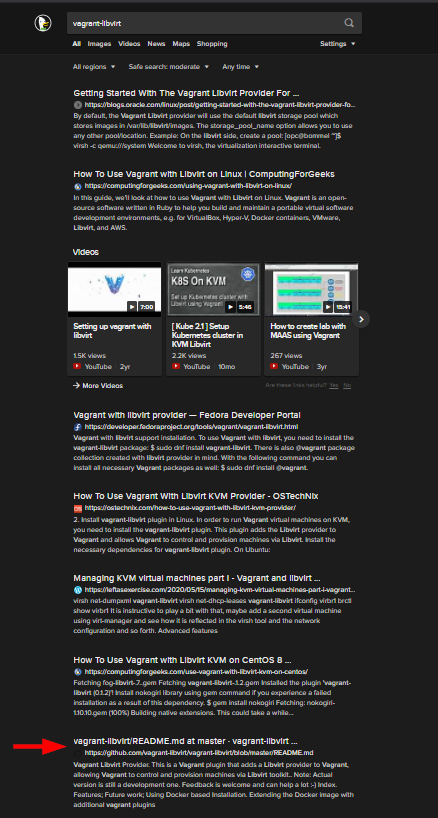 vagrant-libvirt
All Images Videos News Maps Shopping Settings
All regions Safe search: moderate Any time
Getting Started With The Vagrant Libvirt Provider For ...
https://blogs.oracle.com/linux/post/getting-started-with-the-vagrant-libvirt-provider-fo...
By default, the Vagrant Libvirt provider will use the default libvirt storage pool which
stores images in /var/lib/libvirt/images. The storage_pool_name option allows you to use
any other pool/location. Example: On the libvirt side, create a pool: [opc@bommel ~]$
virsh -c qemu:///system Welcome to virsh, the virtualization interactive terminal.
How To Use Vagrant with Libvirt on Linux | ComputingForGeeks
https://computingforgeeks.com/using-vagrant-with-libvirt-on-linux/
In this guide, we'll look at how to use Vagrant with Libvirt on Linux. Vagrant is an open-
source software written in Ruby to help you build and maintain a portable virtual software
development environments, e.g. for VirtualBox, Hyper-V, Docker containers, VMware,
Libvirt, and AWS.
Videos
7:00
Learn Kubernetes
K8S On KVM
Set up Kubernetes cluster in
KVM Libvirt using Vagrant!
5:46
15:41
Setting up vagrant with
libvirt
1.5K views
YouTube 2yr
[ Kube 2.1 ] Setup
Kubernetes cluster in
KVM Libvirt
2.2K views
YouTube 10mo
How to create lab with
MAAS using Vagrant
267 views
YouTube 3yr
More Videos Are these links helpful? Yes No
Vagrant with libvirt provider — Fedora Developer Portal
https://developer.fedoraproject.org/tools/vagrant/vagrant-libvirt.html
Vagrant with libvirt support installation. To use Vagrant with libvirt, you need to install the
vagrant-libvirt package: $ sudo dnf install vagrant-libvirt. There is also @vagrant package
collection created with libvirt provider in mind. With the following command you can
install all necessary Vagrant packages as well: $ sudo dnf install @vagrant.
How To Use Vagrant With Libvirt KVM Provider - OSTechNix
https://ostechnix.com/how-to-use-vagrant-with-libvirt-kvm-provider/
2. Install vagrant-libvirt plugin in Linux. In order to run Vagrant virtual machines on KVM,
you need to install the vagrant-libvirt plugin. This plugin adds the Libvirt provider to
Vagrant and allows Vagrant to control and provision machines via Libvirt. Install the
necessary dependencies for vagrant-libvirt plugin. On Ubuntu:
Managing KVM virtual machines part I - Vagrant and libvirt ...
https://leftasexercise.com/2020/05/15/managing-kvm-virtual-machines-part-i-vagrant...
virsh net-dumpxml vagrant-libvirt virsh net-dhcp-leases vagrant-libvirt ifconfig virbr1 brctl
show virbr1 It is instructive to play a bit with that, maybe add a second virtual machine
using virt-manager and see how it is reflected in the virsh tool and the network
configuration and so forth. Advanced features
How To Use Vagrant with Libvirt KVM on CentOS 8 ...
https://computingforgeeks.com/use-vagrant-with-libvirt-kvm-on-centos/
Fetching fog-libvirt-.7..gem Fetching vagrant-libvirt-.1.2.gem Installed the plugin 'vagrant
-libvirt (0.1.2)'! Install nokogiri library using gem command if you experience a failed
installation as a result of this dependency. $ gem install nokogiri Fetching: nokogiri-
1.10.10.gem (100%) Building native extensions. This could take a while...
vagrant-libvirt/README.md at master · vagrant-libvirt ...
https://github.com/vagrant-libvirt/vagrant-libvirt/blob/master/README.md
Vagrant Libvirt Provider. This is a Vagrant plugin that adds a Libvirt provider to Vagrant,
allowing Vagrant to control and provision machines via Libvirt toolkit.. Note: Actual
version is still a development one. Feedback is welcome and can help a lot :-) Index.
Features; Future work; Using Docker based Installation. Extending the Docker image with
additional vagrant plugins